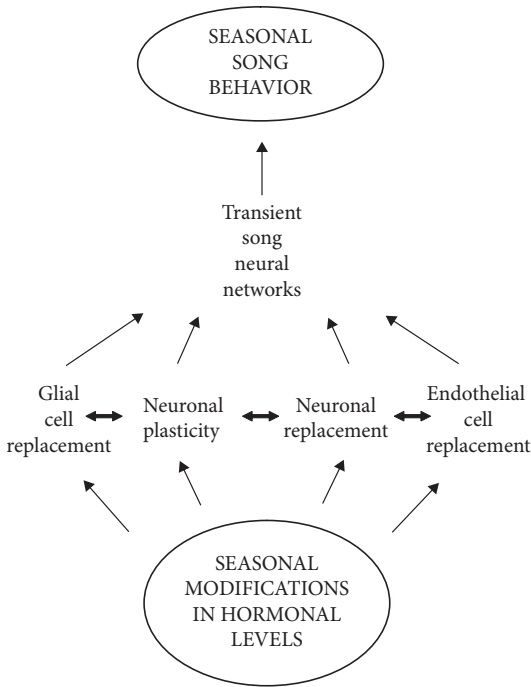 SEASONAL
SONG
BEHAVIOR
Transient
song
neural
networks
Glial
cell
replacement
Neuronal
plasticity
Neuronal
replacement
Endothelial
cell
replacement
SEASONAL
MODIFICATIONS
IN HORMONAL
LEVELS